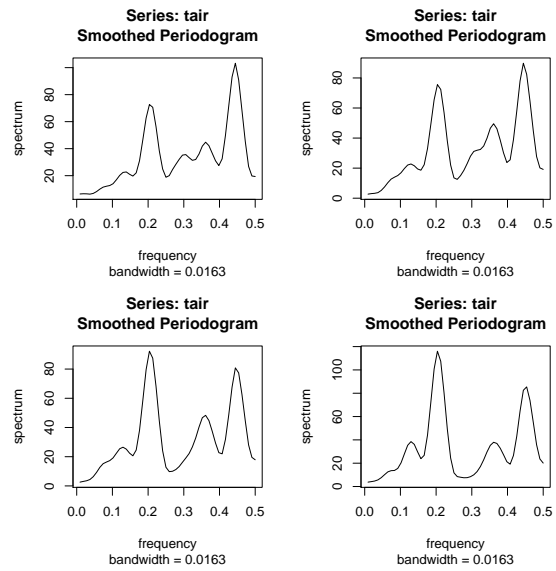 Series: tair
Smoothed Periodogram
spectrum
20 40 60 80
0.0 0.1 0.2 0.3 0.4 0.5
frequency
bandwidth = 0.0163
Series: tair
Smoothed Periodogram
spectrum
0 20 40 60 80
0.0 0.1 0.2 0.3 0.4 0.5
frequency
bandwidth = 0.0163
Series: tair
Smoothed Periodogram
spectrum
0 20 40 60 80
0.0 0.1 0.2 0.3 0.4 0.5
frequency
bandwidth = 0.0163
Series: tair
Smoothed Periodogram
spectrum
0 20 60 100
0.0 0.1 0.2 0.3 0.4 0.5
frequency
bandwidth = 0.0163